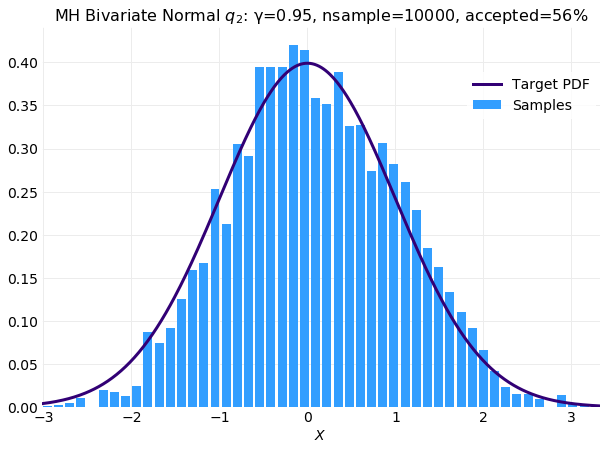 MH Bivariate Normal q₂: γ=0.95, nsample=10000, accepted=56%
0.40
0.35
0.30
0.25
0.20
0.15
0.10
0.05
0.00
Target PDF
Samples
−3 −2 −1 0 1 2 3
X